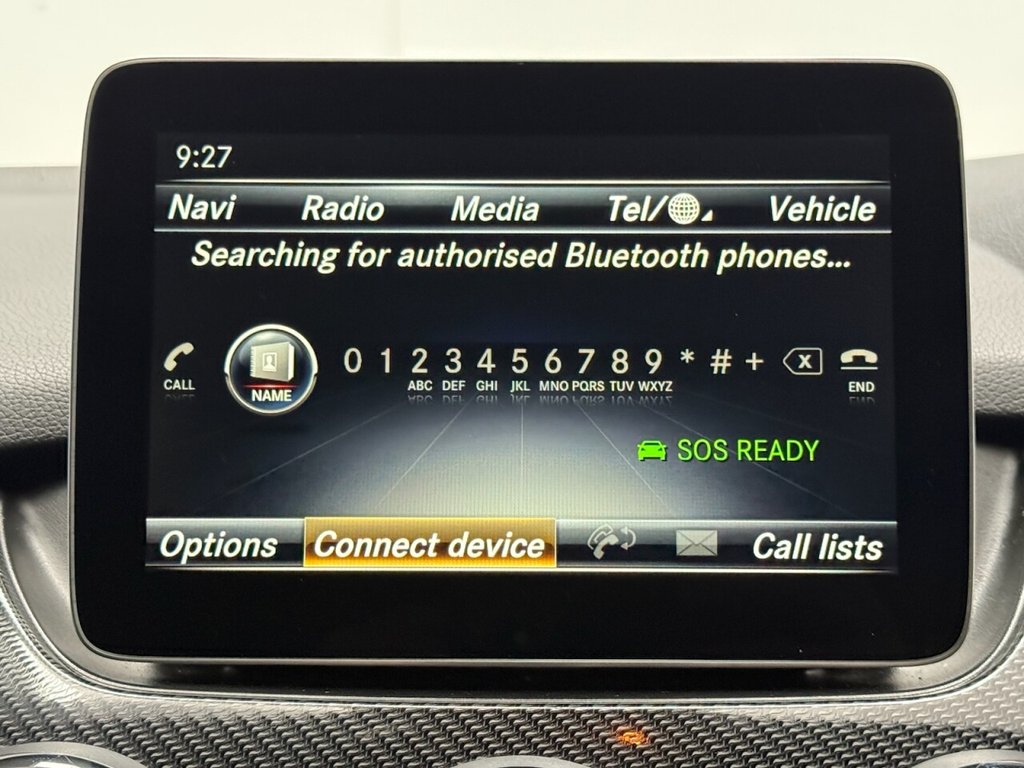 9:27
Navi Radio Media Tel/ Vehicle
Searching for authorised Bluetooth phones...
0 1 2 3 4 5 6 7 8 9 * # +
CALL NAME ABC DEF GHI JKL MNO PQRS TUV WXYZ END
SOS READY
Options Connect device Call lists